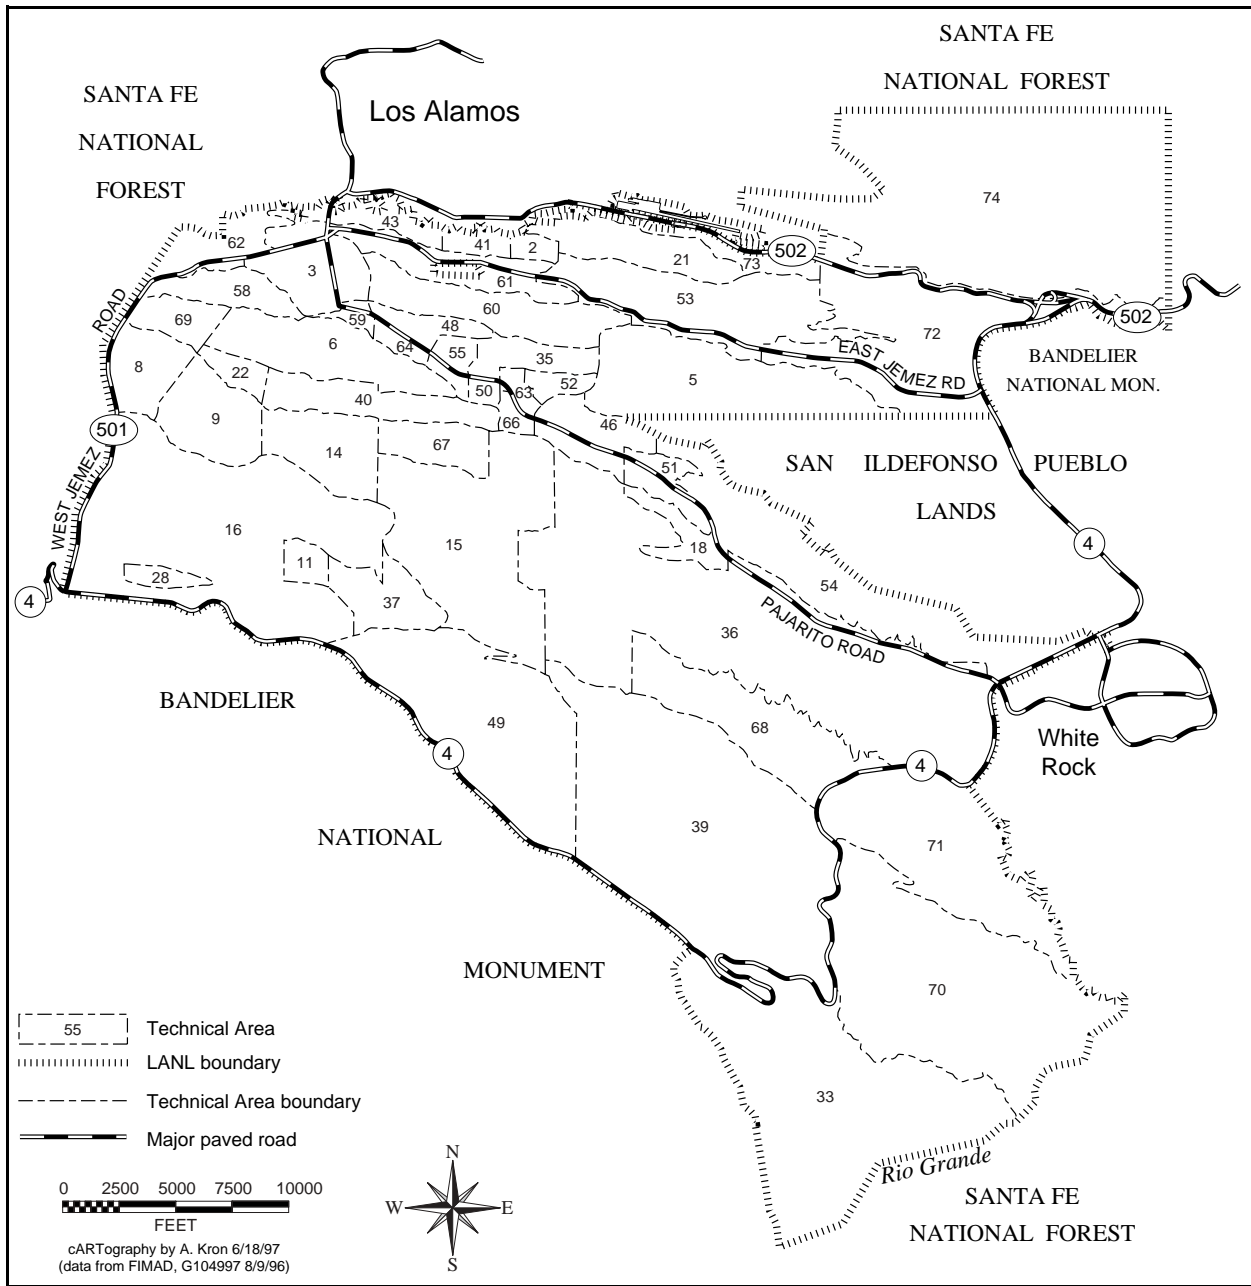 SANTA FE
NATIONAL FOREST
SANTA FE
NATIONAL
FOREST
Los Alamos
74
43
62
41
2
21
73
502
3
61
53
58
60
502
69
59
48
72
6
64
55
35
EAST JEMEZ RD
BANDELIER
NATIONAL MON.
ROAD
8
22
50
63
52
5
40
9
66
46
501
14
67
51
SAN ILDEFONSO PUEBLO
LANDS
WEST JEMEZ
16
15
18
4
11
28
37
54
4
36
PAJARITO ROAD
BANDELIER
49
68
White
Rock
4
4
39
NATIONAL
71
MONUMENT
70
33
Rio Grande
SANTA FE
NATIONAL FOREST
55 Technical Area
LANL boundary
Technical Area boundary
Major paved road
0 2500 5000 7500 10000
FEET
cARTography by A. Kron 6/18/97
(data from FIMAD, G104997 8/9/96)
N
W E
S